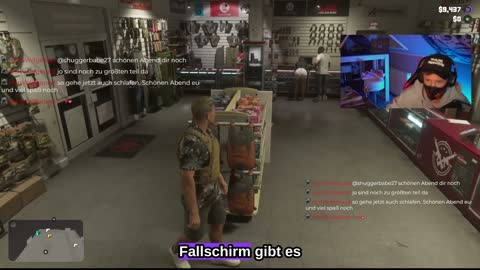 $9,437
$0
@shuggerbabe27 schönen Abend dir noch
jo sind noch zu größten teil da
so gehe jetzt auch schlafen. Schönen Abend eu
und viel spaß noch
@shuggerbabe27 schönen Abend dir noch
jo sind noch zu größten teil da
so gehe jetzt auch schlafen. Schönen Abend eu
und viel spaß noch
Fallschirm gibt es